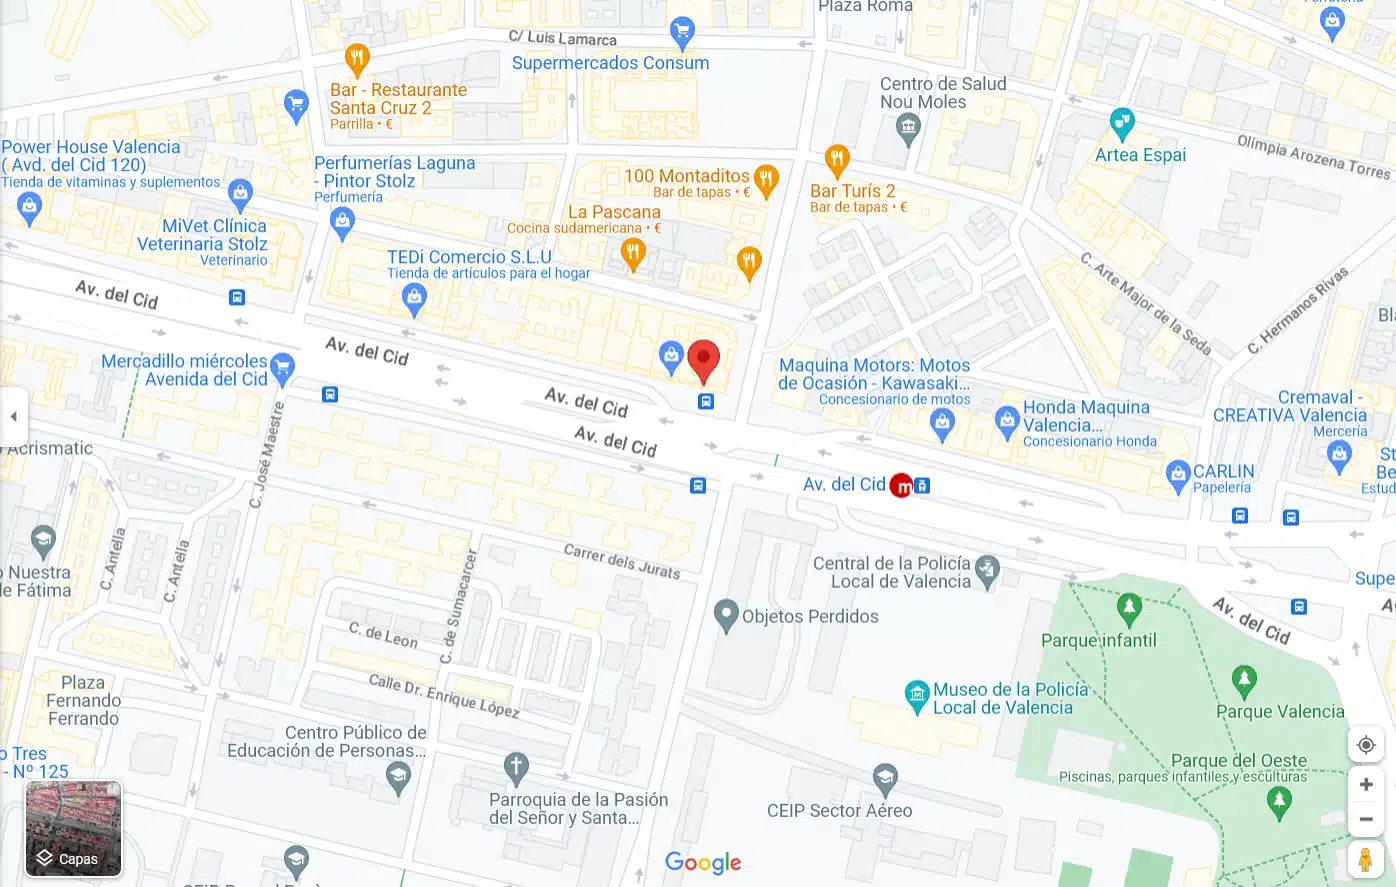 Plaza Roma
C/ Luis Lamarca
Supermercados Consum
Bar - Restaurante
Santa Cruz 2
Parrilla • €
Centro de Salud
Nou Moles
Artea Espai
Olimpia Arozena Torres
Power House Valencia
( Avd. del Cid 120)
Tienda de vitaminas y suplementos
Perfumerías Laguna
- Pintor Stolz
Perfumería
100 Montaditos
Bar de tapas • €
Bar Turís 2
Bar de tapas • €
La Pascana
Cocina sudamericana • €
MiVet Clínica
Veterinaria Stolz
Veterinario
TEDi Comercio S.L.U
Tienda de artículos para el hogar
C. Arte Major de la Seda
C. Hermanos Rivas
Av. del Cid
Av. del Cid
Mercadillo miércoles
Avenida del Cid
Maquina Motors: Motos
de Ocasión - Kawasaki...
Concesionario de motos
Av. del Cid
Av. del Cid
Honda Maquina
Valencia...
Concesionario Honda
Cremaval -
CREATIVA Valencia
Mercería
C. José Maestre
Acrismatic
Av. del Cid
m
CARLIN
Papelería
St
Be
Estud
C. Antella
C. Antella
Carrer dels Jurats
C. de Sumacarcer
Central de la Policía
Local de Valencia
o Nuestra
de Fátima
Supe
Av. del Cid
Objetos Perdidos
Parque infantil
C. de Leon
Calle Dr. Enrique López
Plaza
Fernando
Ferrando
Museo de la Policía
Local de Valencia
Parque Valencia
Centro Público de
Educación de Personas...
o Tres
- Nº 125
Parque del Oeste
Piscinas, parques infantiles y esculturas
Parroquia de la Pasión
del Señor y Santa...
CEIP Sector Aéreo
Capas
Google